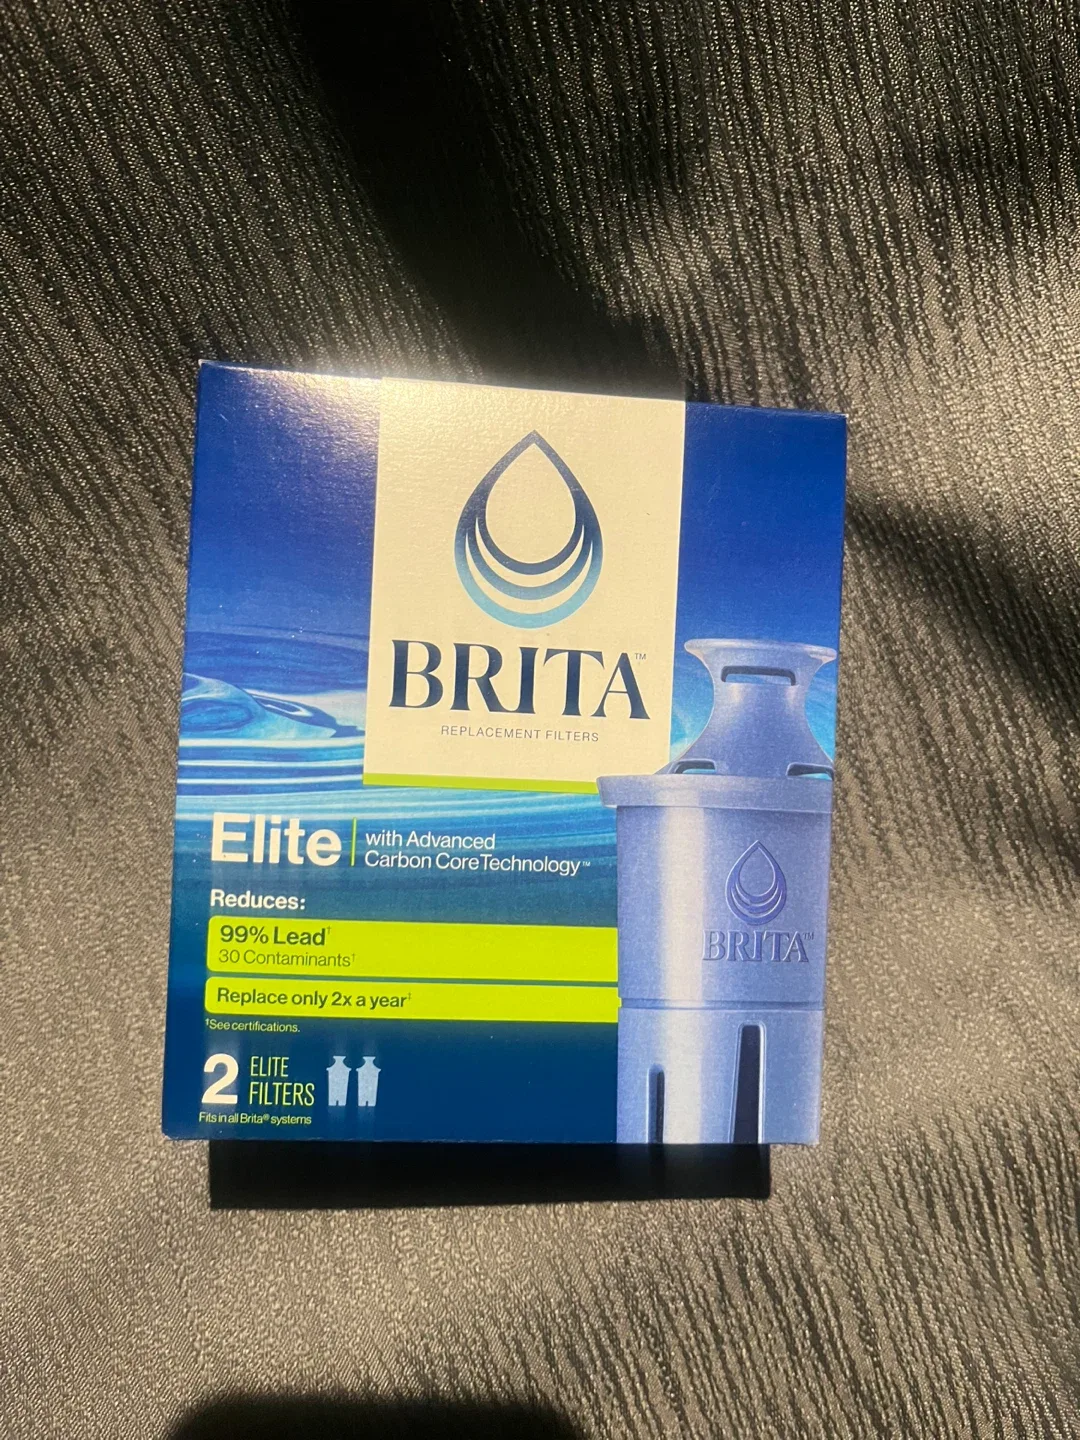 BRITA™
REPLACEMENT FILTERS
Elite
with Advanced
Carbon Core Technology™
Reduces:
99% Lead†
30 Contaminants†
Replace only 2x a year‡
†See certifications.
2
ELITE
FILTERS
Fits in all Brita® systems
BRITA™